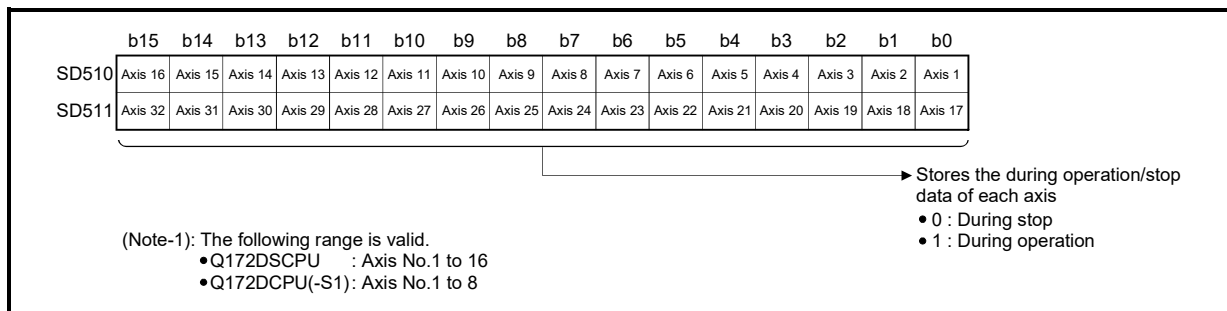 b15 b14 b13 b12 b11 b10 b9 b8 b7 b6 b5 b4 b3 b2 b1 b0
SD510 Axis 16 Axis 15 Axis 14 Axis 13 Axis 12 Axis 11 Axis 10 Axis 9 Axis 8 Axis 7 Axis 6 Axis 5 Axis 4 Axis 3 Axis 2 Axis 1
SD511 Axis 32 Axis 31 Axis 30 Axis 29 Axis 28 Axis 27 Axis 26 Axis 25 Axis 24 Axis 23 Axis 22 Axis 21 Axis 20 Axis 19 Axis 18 Axis 17
Stores the during operation/stop
data of each axis
• 0 : During stop
• 1 : During operation
(Note-1): The following range is valid.
•Q172DSCPU : Axis No.1 to 16
•Q172DCPU(-S1): Axis No.1 to 8